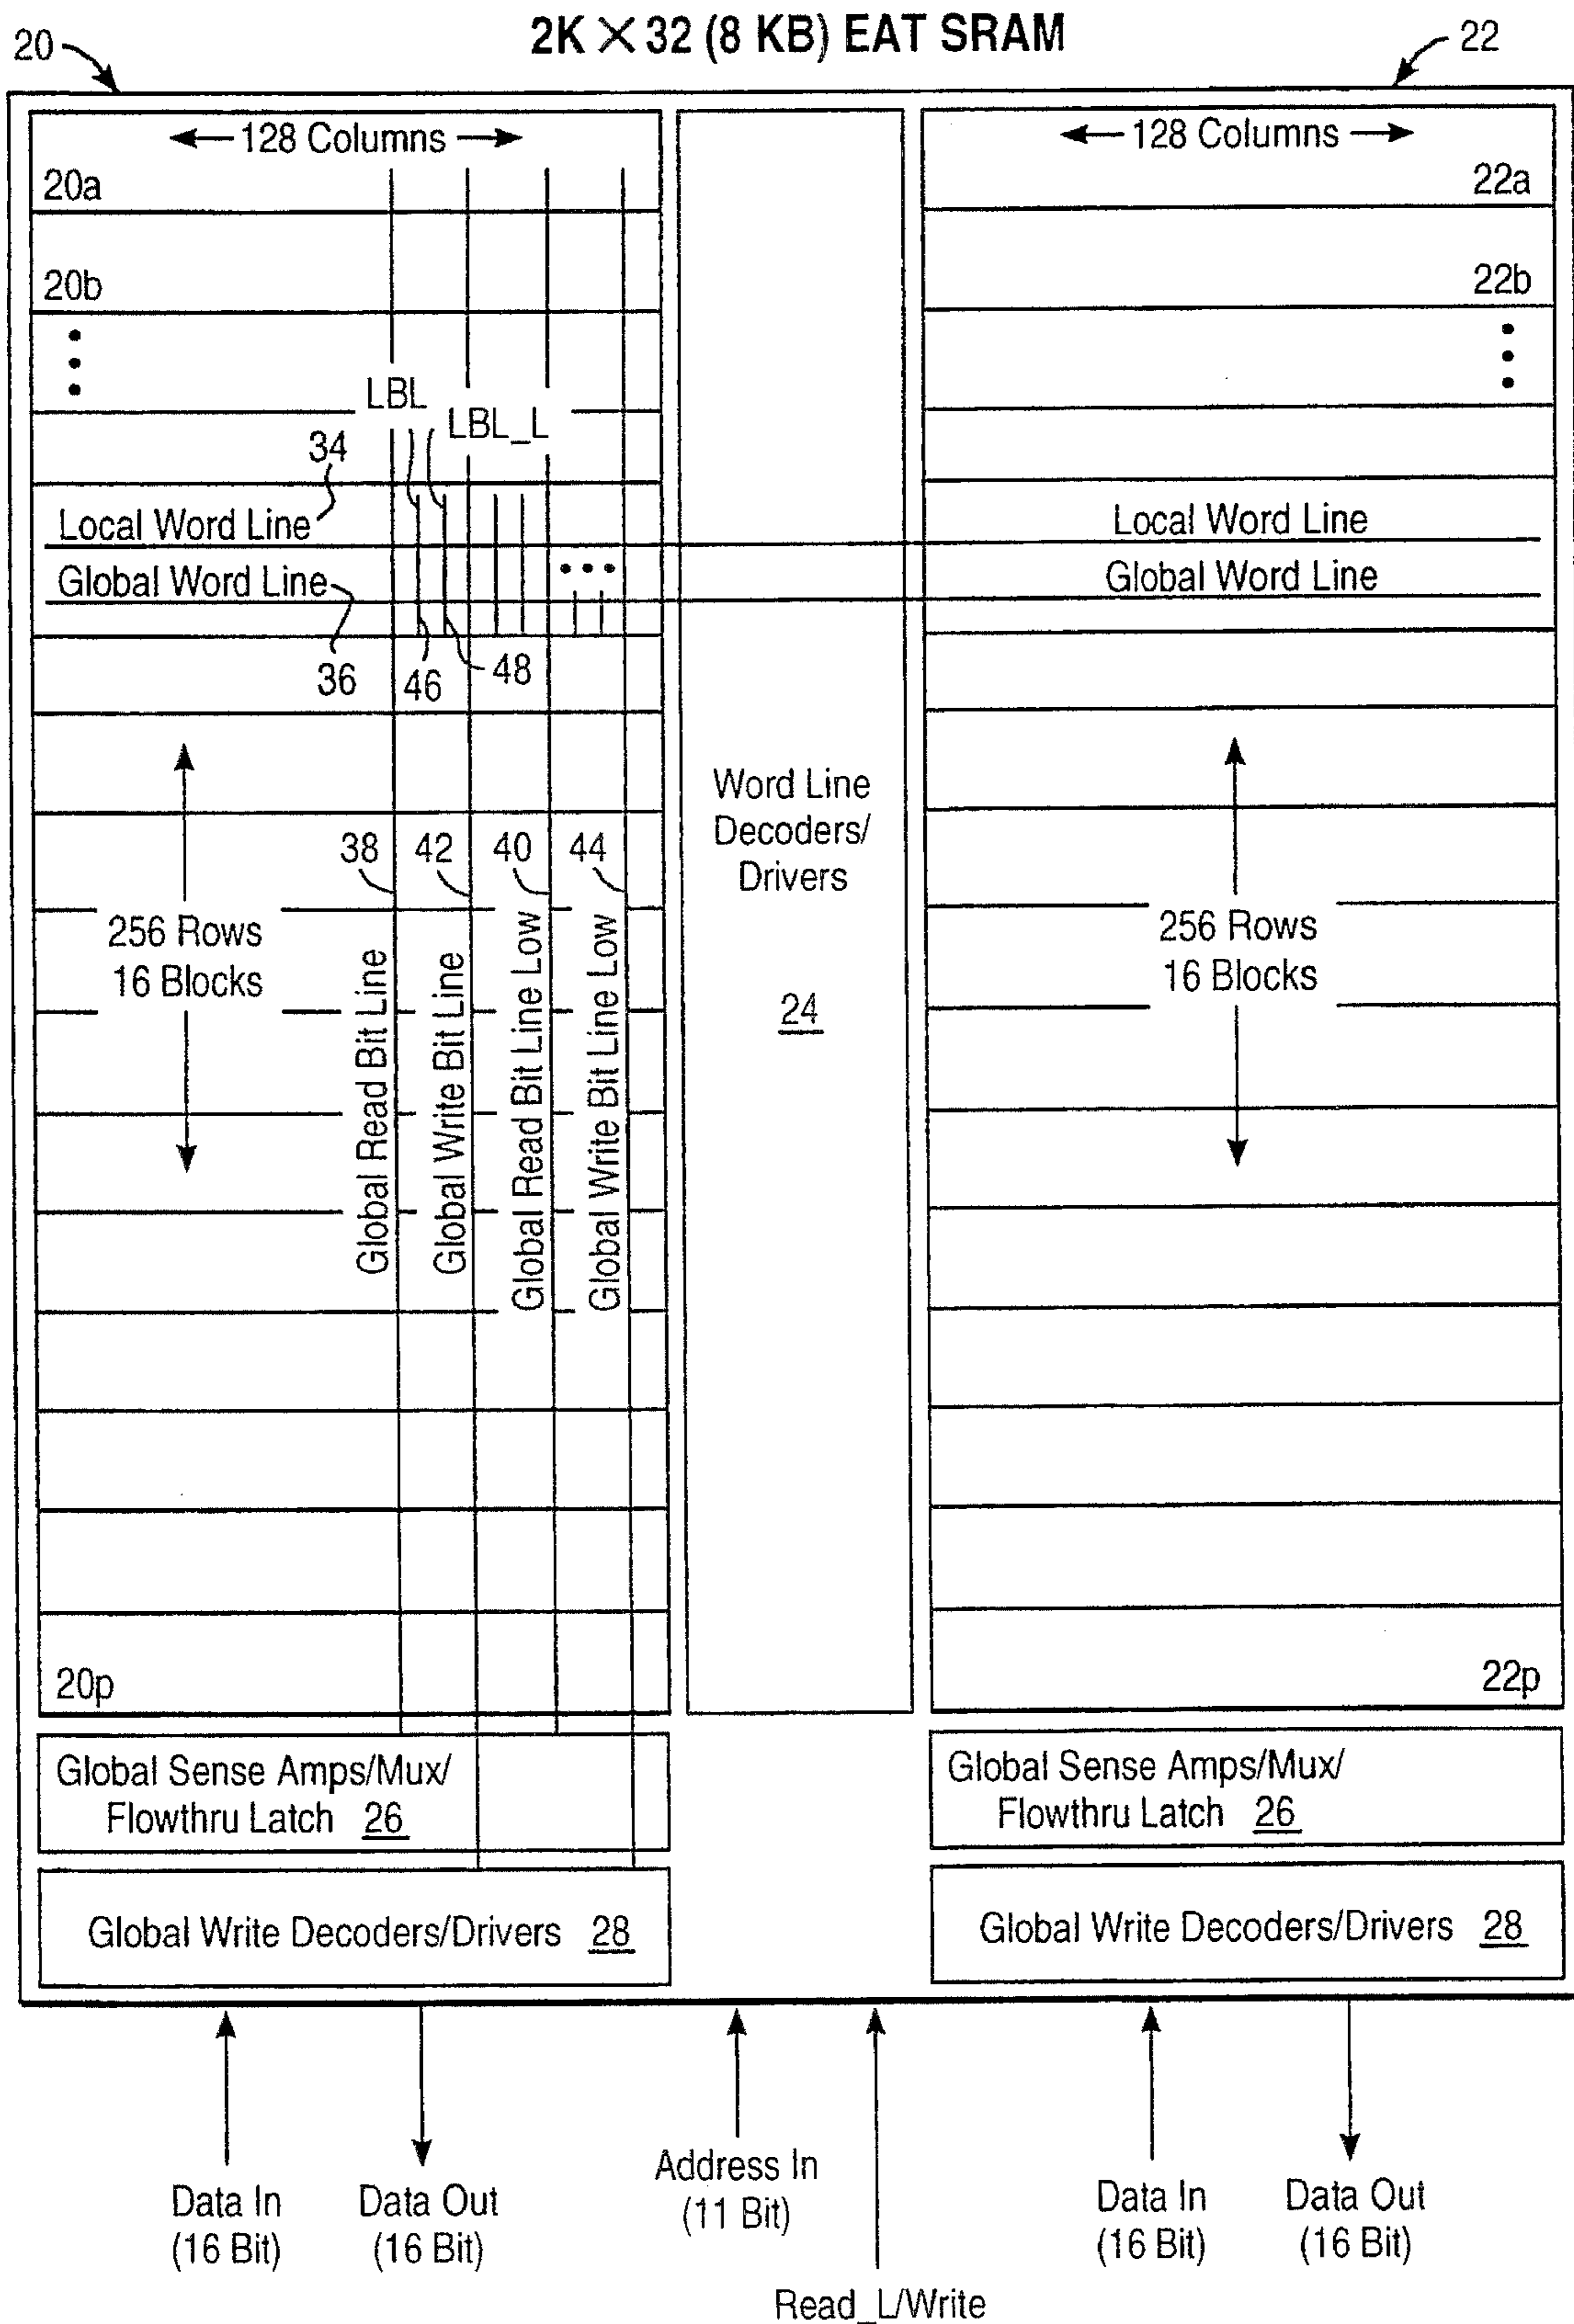 2K X 32 (8 KB) EAT SRAM
20
22
128 Columns
128 Columns
20a
22a
20b
22b
LBL
LBL_L
34
Local Word Line
Local Word Line
Global Word Line
Global Word Line
36
46
48
Word Line
Decoders/
Drivers
24
38
42
40
44
256 Rows
16 Blocks
256 Rows
16 Blocks
Global Read Bit Line
Global Write Bit Line
Global Read Bit Line Low
Global Write Bit Line Low
20p
22p
Global Sense Amps/Mux/
Flowthru Latch 26
Global Sense Amps/Mux/
Flowthru Latch 26
Global Write Decoders/Drivers 28
Global Write Decoders/Drivers 28
Data In
(16 Bit)
Data Out
(16 Bit)
Address In
(11 Bit)
Read_L/Write
Data In
(16 Bit)
Data Out
(16 Bit)